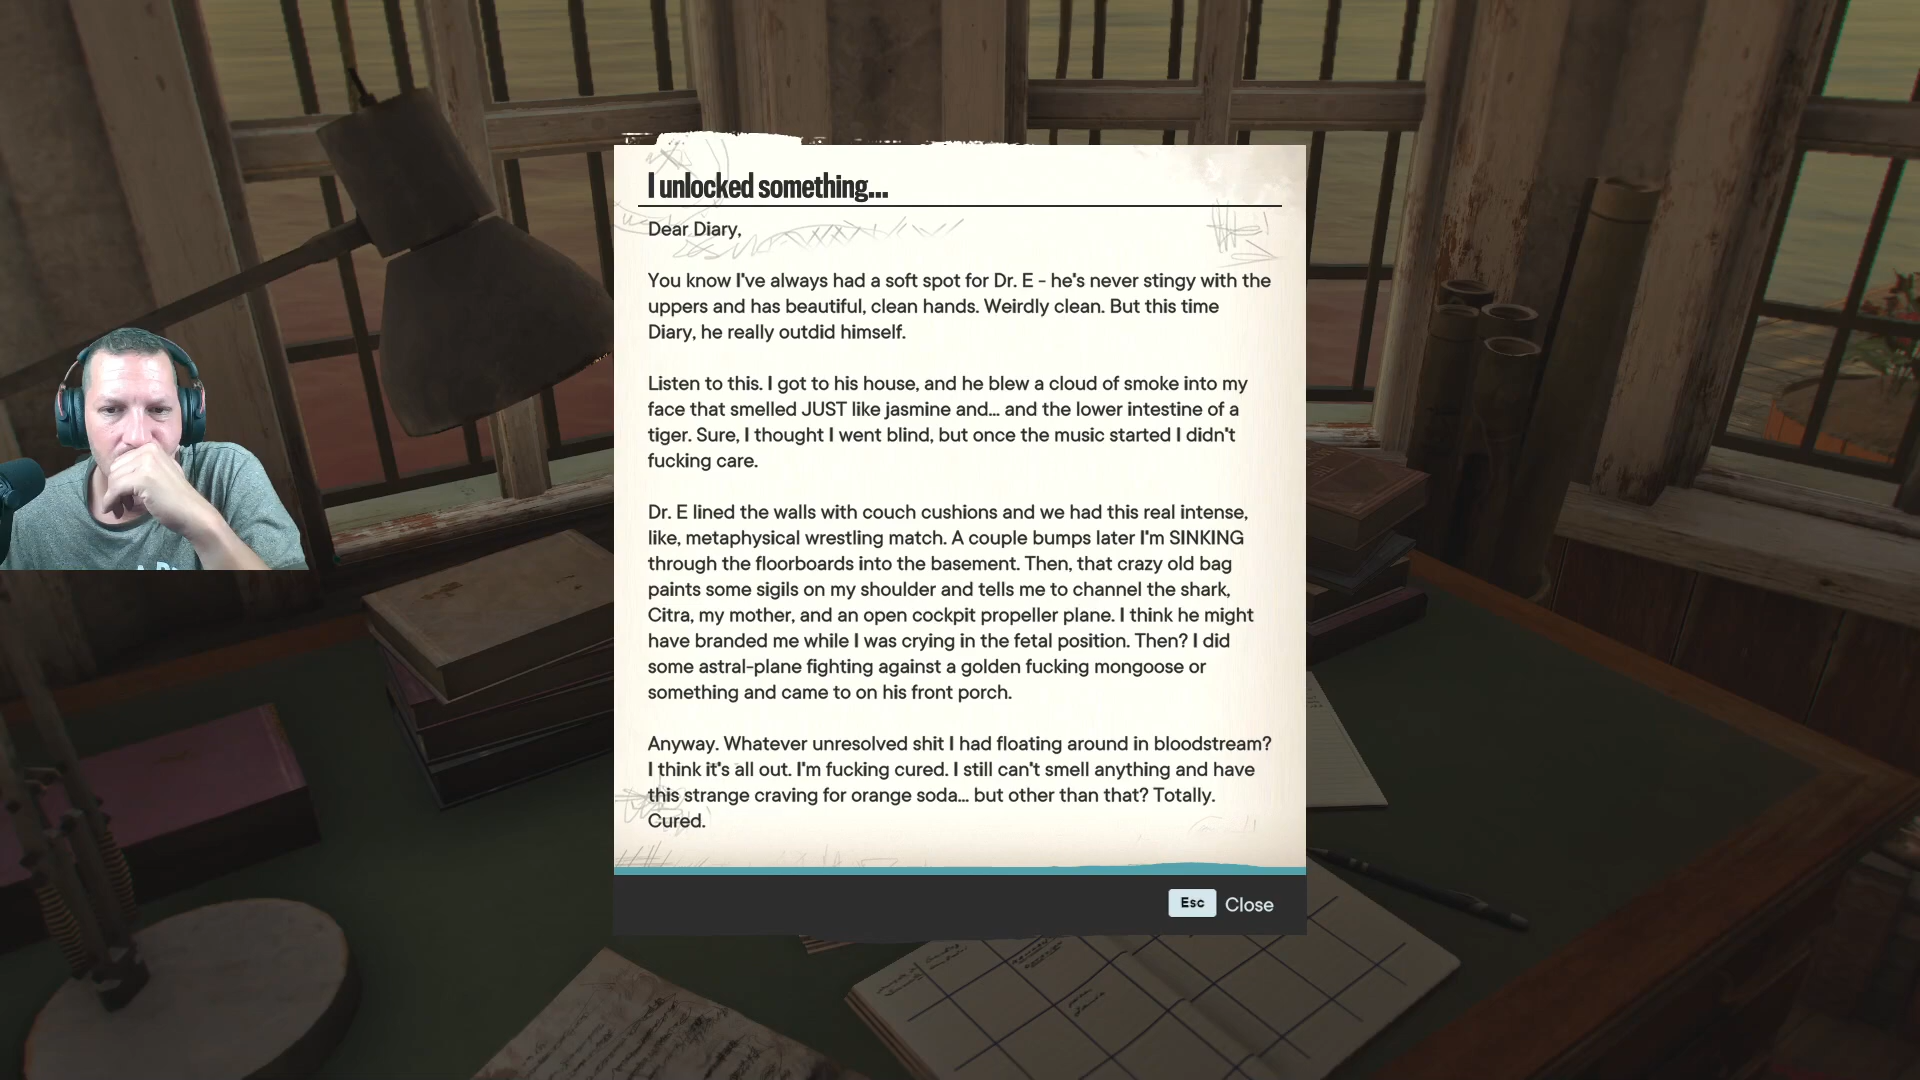 I unlocked something...
Dear Diary,
You know I've always had a soft spot for Dr. E - he's never stingy with the
uppers and has beautiful, clean hands. Weirdly clean. But this time
Diary, he really outdid himself.
Listen to this. I got to his house, and he blew a cloud of smoke into my
face that smelled JUST like jasmine and... and the lower intestine of a
tiger. Sure, I thought I went blind, but once the music started I didn't
fucking care.
Dr. E lined the walls with couch cushions and we had this real intense,
like, metaphysical wrestling match. A couple bumps later I'm SINKING
through the floorboards into the basement. Then, that crazy old bag
paints some sigils on my shoulder and tells me to channel the shark,
Citra, my mother, and an open cockpit propeller plane. I think he might
have branded me while I was crying in the fetal position. Then? I did
some astral-plane fighting against a golden fucking mongoose or
something and came to on his front porch.
Anyway. Whatever unresolved shit I had floating around in bloodstream?
I think it's all out. I'm fucking cured. I still can't smell anything and have
this strange craving for orange soda... but other than that? Totally.
Cured.
Esc Close